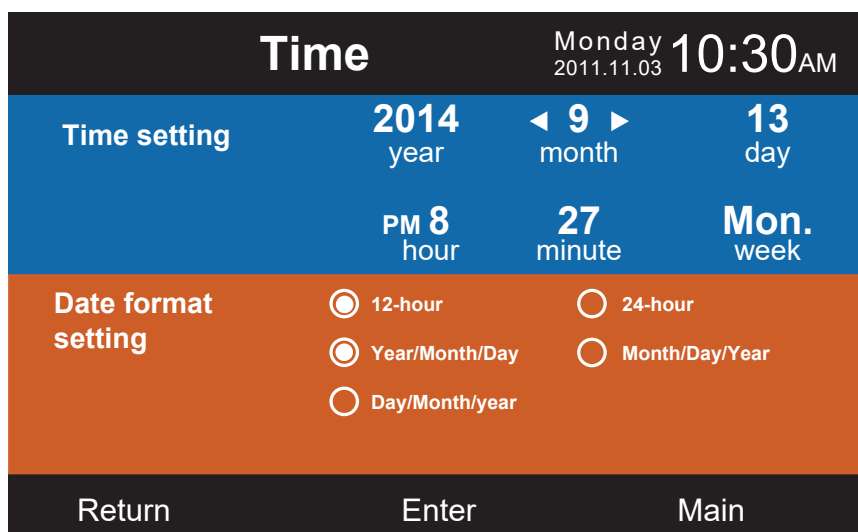 Time
Monday
2011.11.03
10:30AM
Time setting
2014 9 13
year month day
PM 8 27 Mon.
hour minute week
Date format
setting
12-hour 24-hour
Year/Month/Day Month/Day/Year
Day/Month/year
Return Enter Main